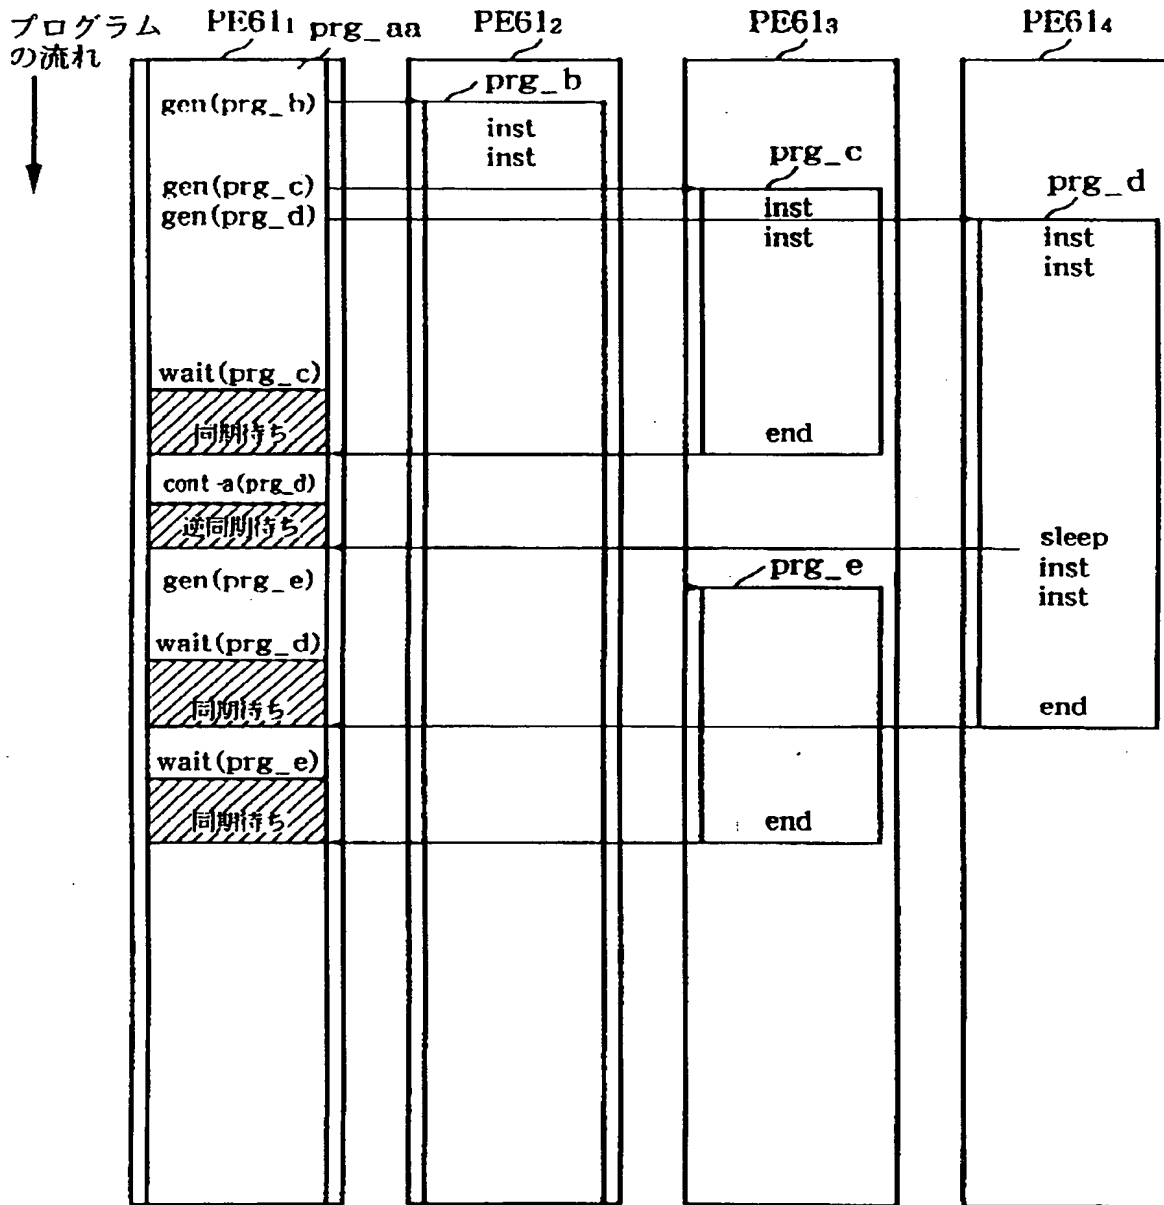 プログラム
の流れ
PE61₁ prg_aa
PE61₂
PE61₃
PE61₄
gen(prg_b)
prg_b
inst
inst
gen(prg_c)
prg_c
gen(prg_d)
prg_d
inst
inst
inst
inst
wait(prg_c)
同期待ち
end
cont-a(prg_d)
逆同期待ち
sleep
gen(prg_e)
prg_e
inst
inst
wait(prg_d)
同期待ち
end
wait(prg_e)
同期待ち
end